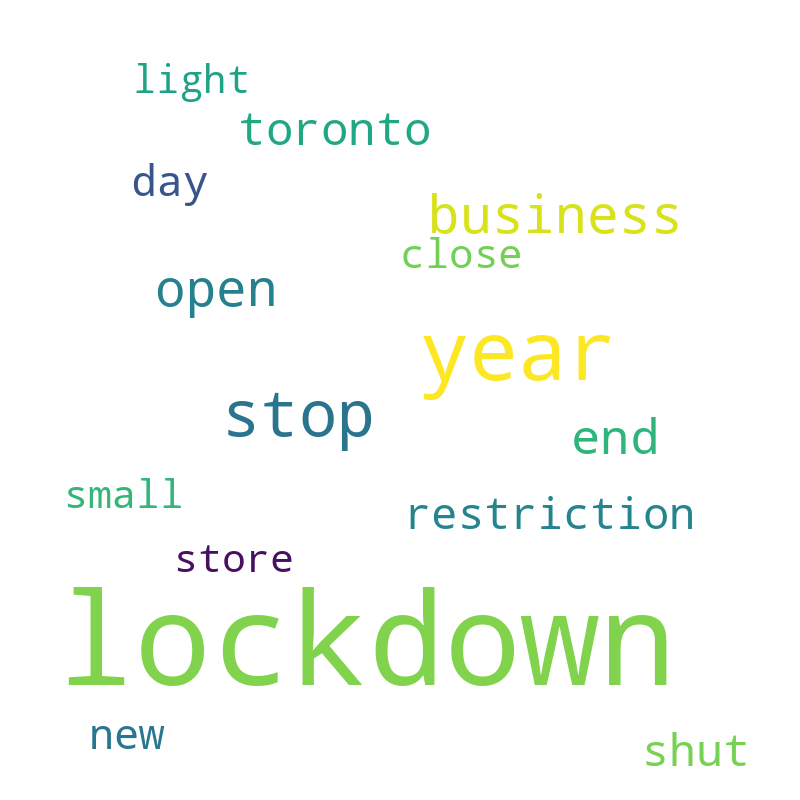 light
toronto
day
business
close
open
year
stop
end
small
restriction
store
lockdown
new
shut